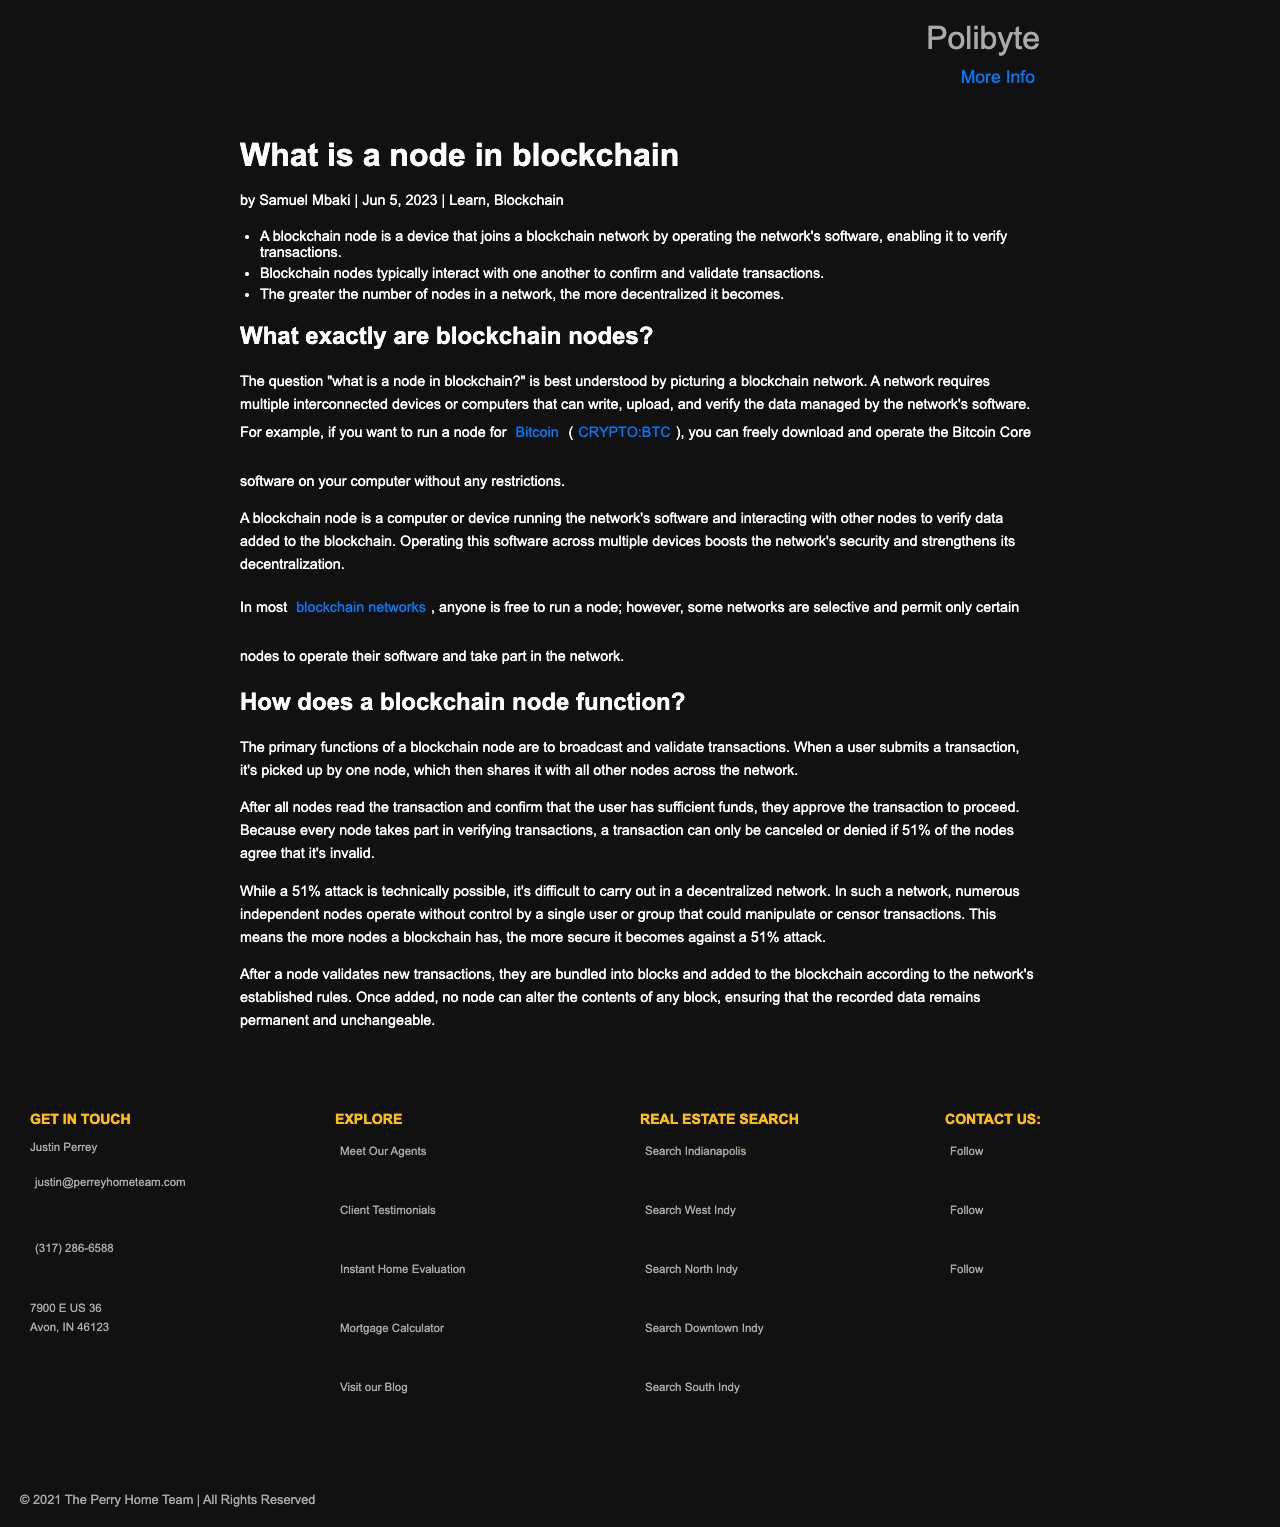 Polibyte
More Info
What is a node in blockchain
by Samuel Mbaki | Jun 5, 2023 | Learn, Blockchain
• A blockchain node is a device that joins a blockchain network by operating the network's software, enabling it to verify
transactions.
• Blockchain nodes typically interact with one another to confirm and validate transactions.
• The greater the number of nodes in a network, the more decentralized it becomes.
What exactly are blockchain nodes?
The question "what is a node in blockchain?" is best understood by picturing a blockchain network. A network requires
multiple interconnected devices or computers that can write, upload, and verify the data managed by the network's software.
For example, if you want to run a node for Bitcoin ( CRYPTO:BTC ), you can freely download and operate the Bitcoin Core
software on your computer without any restrictions.
A blockchain node is a computer or device running the network's software and interacting with other nodes to verify data
added to the blockchain. Operating this software across multiple devices boosts the network's security and strengthens its
decentralization.
In most blockchain networks , anyone is free to run a node; however, some networks are selective and permit only certain
nodes to operate their software and take part in the network.
How does a blockchain node function?
The primary functions of a blockchain node are to broadcast and validate transactions. When a user submits a transaction,
it's picked up by one node, which then shares it with all other nodes across the network.
After all nodes read the transaction and confirm that the user has sufficient funds, they approve the transaction to proceed.
Because every node takes part in verifying transactions, a transaction can only be canceled or denied if 51% of the nodes
agree that it's invalid.
While a 51% attack is technically possible, it's difficult to carry out in a decentralized network. In such a network, numerous
independent nodes operate without control by a single user or group that could manipulate or censor transactions. This
means the more nodes a blockchain has, the more secure it becomes against a 51% attack.
After a node validates new transactions, they are bundled into blocks and added to the blockchain according to the network's
established rules. Once added, no node can alter the contents of any block, ensuring that the recorded data remains
permanent and unchangeable.
GET IN TOUCH
Justin Perrey
justin@perreyhometeam.com
(317) 286-6588
7900 E US 36
Avon, IN 46123
EXPLORE
Meet Our Agents
Client Testimonials
Instant Home Evaluation
Mortgage Calculator
Visit our Blog
REAL ESTATE SEARCH
Search Indianapolis
Search West Indy
Search North Indy
Search Downtown Indy
Search South Indy
CONTACT US:
Follow
Follow
Follow
© 2021 The Perry Home Team | All Rights Reserved